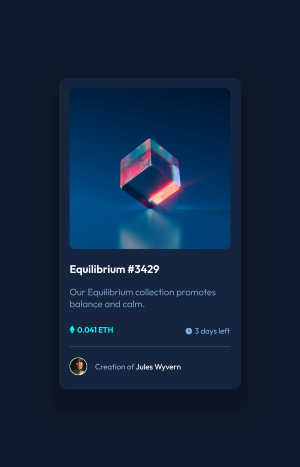 Equilibrium #3429
Our Equilibrium collection promotes
balance and calm.
0.041 ETH
3 days left
Creation of Jules Wyvern